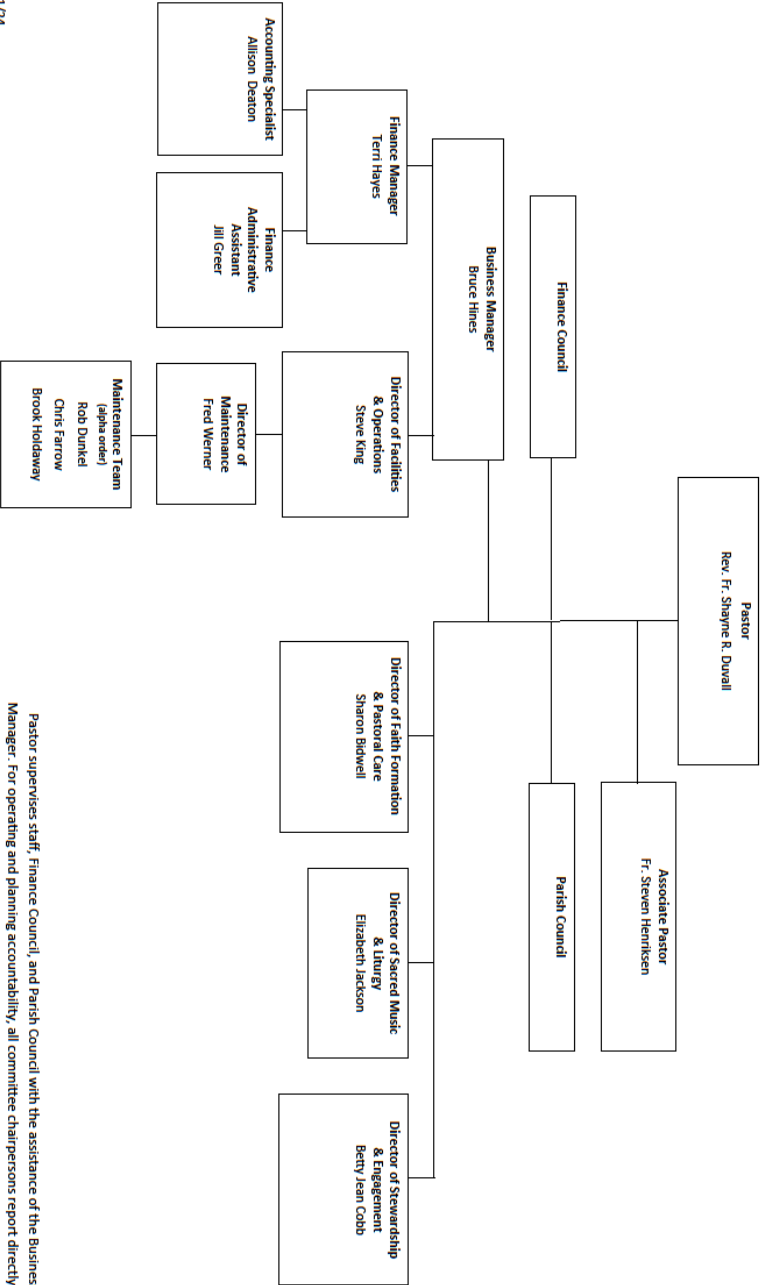 Pastor
Rev. Fr. Shayne R. Duvall
Associate Pastor
Fr. Steven Henriksen
Finance Council
Parish Council
Business Manager
Bruce Hines
Finance Manager
Terri Hayes
Director of Facilities
& Operations
Steve King
Director of Faith Formation
& Pastoral Care
Sharon Bidwell
Director of Sacred Music
& Liturgy
Elizabeth Jackson
Director of Stewardship
& Engagement
Betty Jean Cobb
Accounting Specialist
Allison Deaton
Finance
Administrative
Assistant
Jill Greer
Director of
Maintenance
Fred Werner
Maintenance Team
(alpha order)
Rob Dunkel
Chris Farrow
Brook Holdaway
Pastor supervises staff, Finance Council, and Parish Council with the assistance of the Busines
Manager. For operating and planning accountability, all committee chairpersons report directly